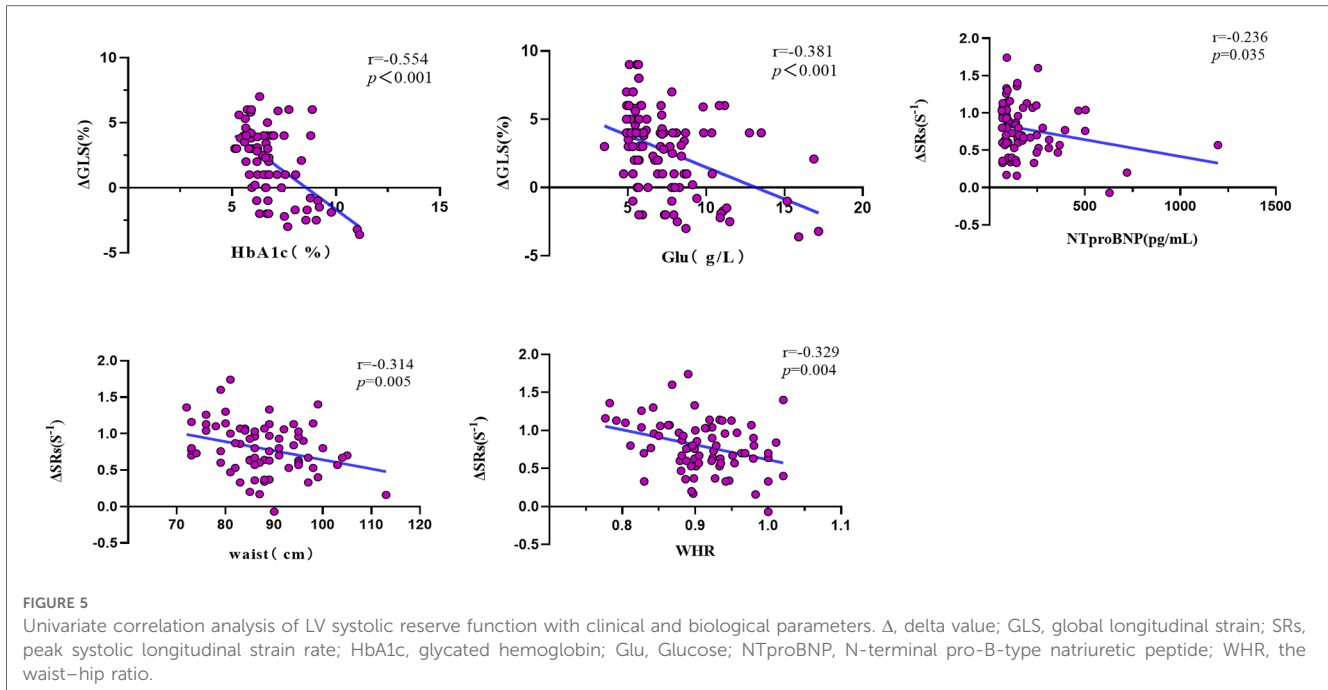 r=-0.554
p<0.001
10
5
0
-5
5
10
15
ΔGLS(%)
HbA1c( %)
r=-0.381
p<0.001
10
5
0
-5
5
10
15
20
ΔGLS(%)
Glu( g/L)
r=-0.236
p=0.035
2.0
1.5
1.0
0.5
0.0
-0.5
500
1000
1500
ΔSRs(S⁻¹)
NTproBNP(pg/mL)
r=-0.314
p=0.005
2.0
1.5
1.0
0.5
0.0
-0.5
70
80
90
100
110
120
ΔSRs(S⁻¹)
waist( cm)
r=-0.329
p=0.004
2.0
1.5
1.0
0.5
0.0
-0.5
0.8
0.9
1.0
1.1
ΔSRs(S⁻¹)
WHR
FIGURE 5
Univariate correlation analysis of LV systolic reserve function with clinical and biological parameters. Δ, delta value; GLS, global longitudinal strain; SRs,
peak systolic longitudinal strain rate; HbA1c, glycated hemoglobin; Glu, Glucose; NTproBNP, N-terminal pro-B-type natriuretic peptide; WHR, the
waist–hip ratio.